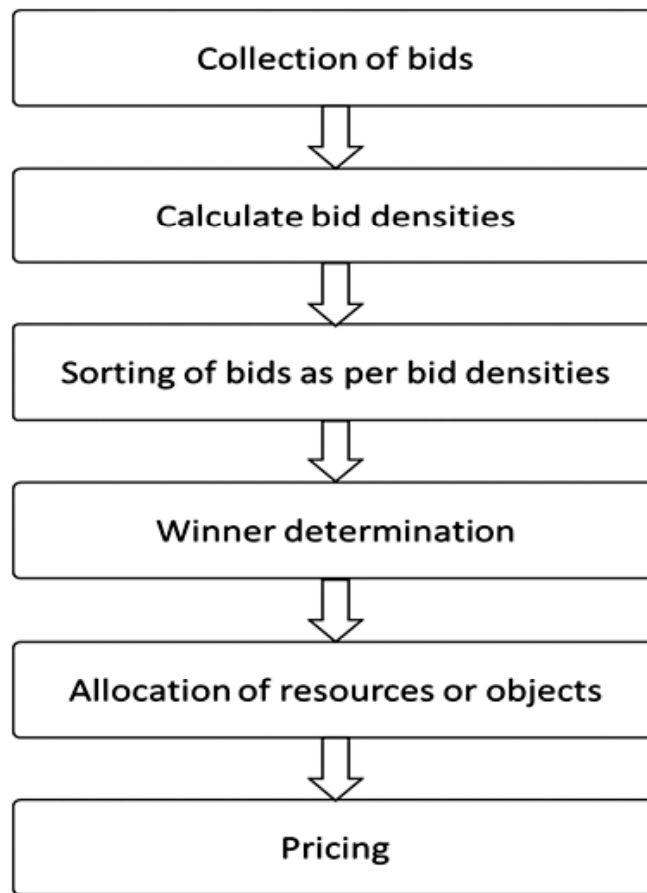 Collection of bids
Calculate bid densities
Sorting of bids as per bid densities
Winner determination
Allocation of resources or objects
Pricing